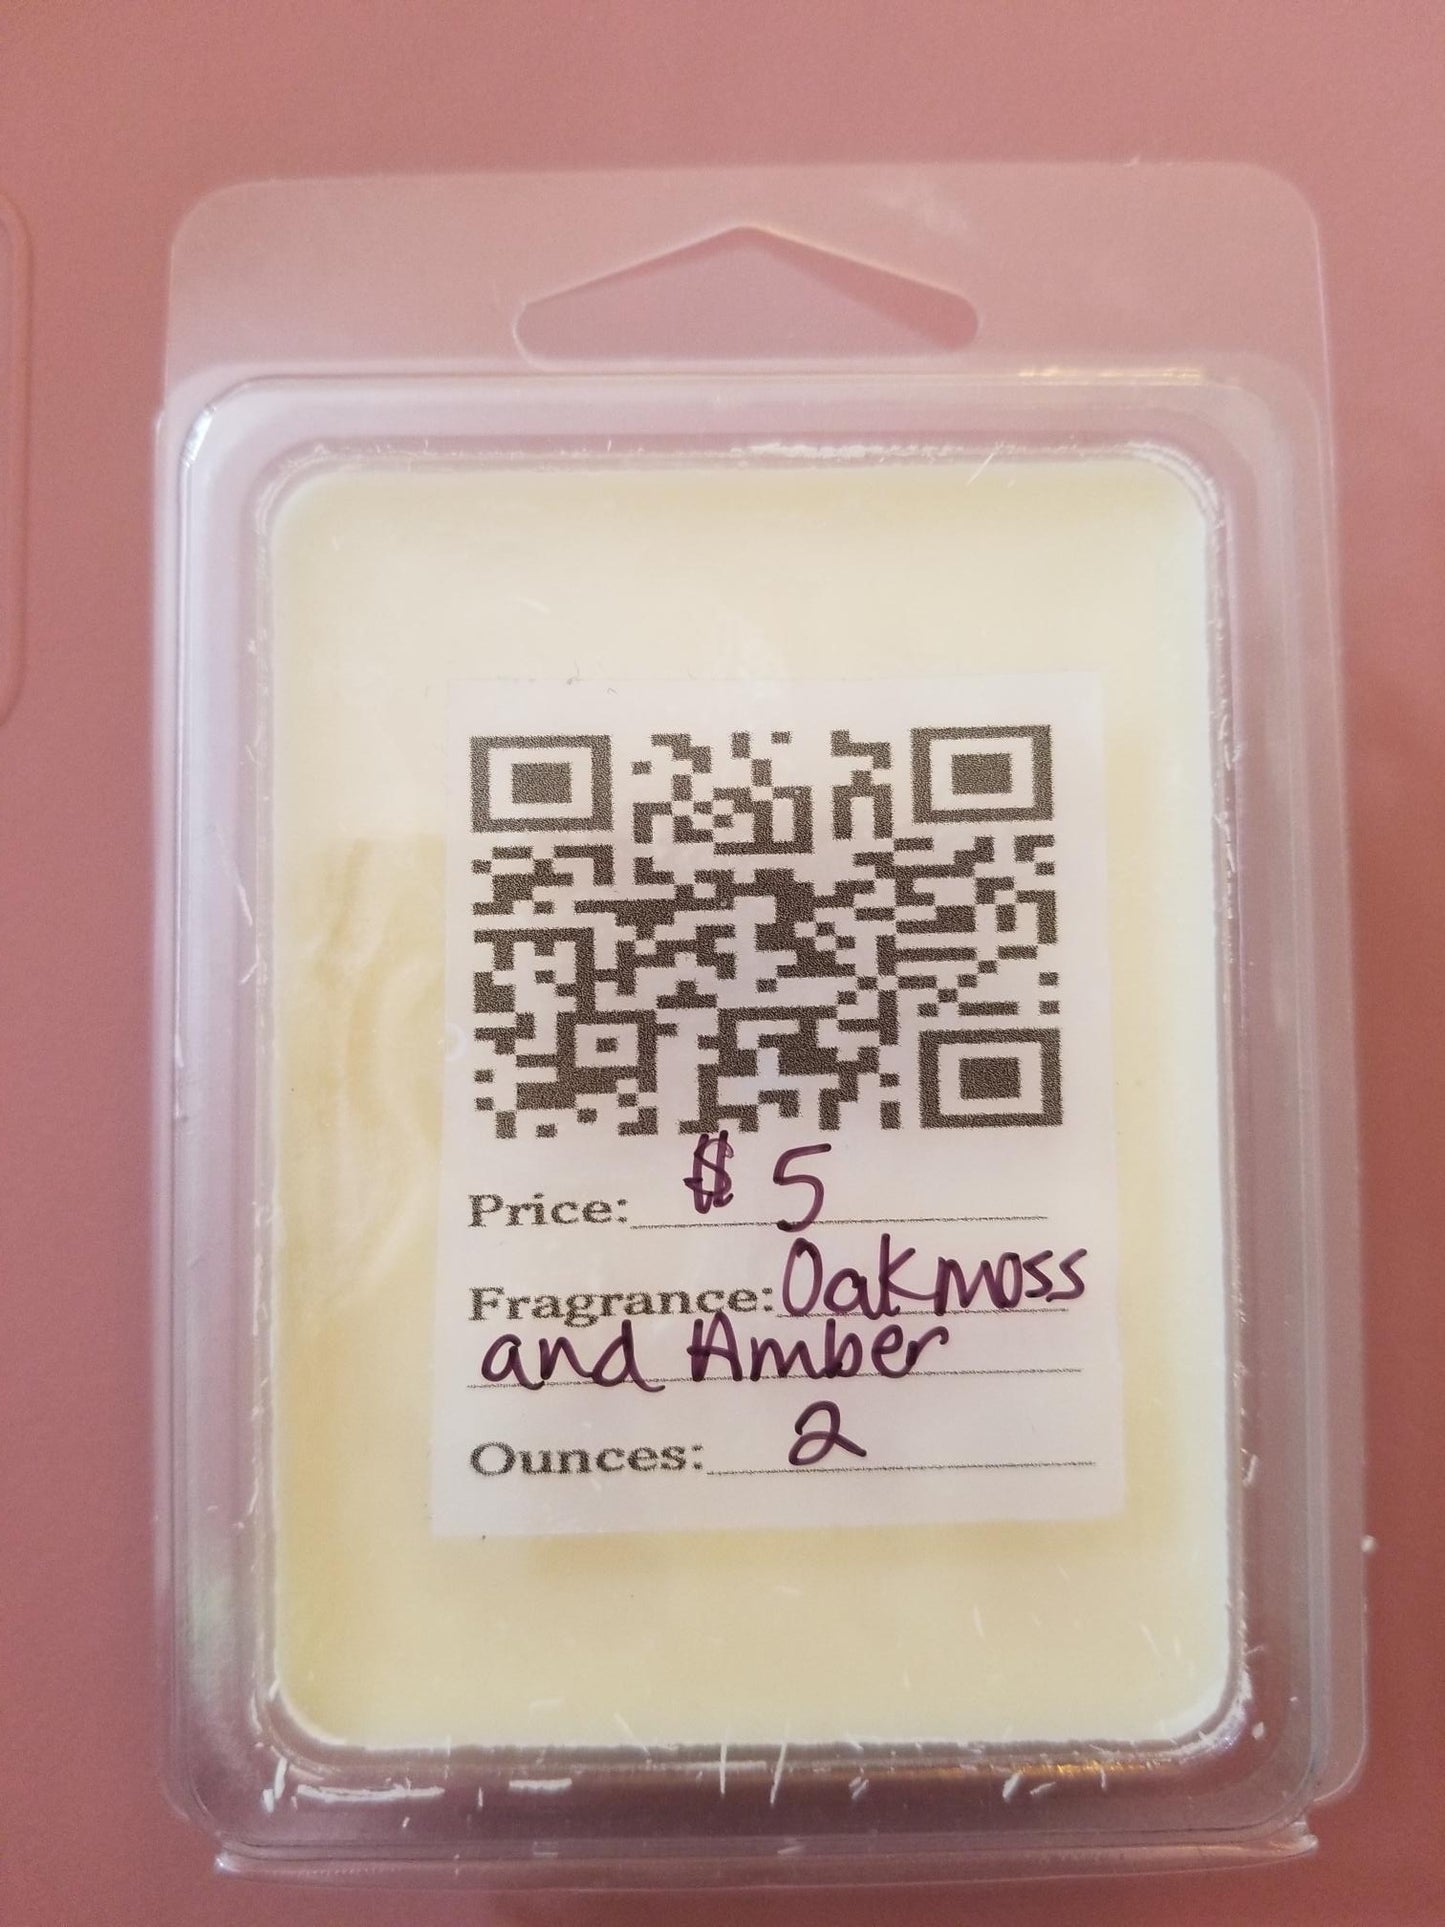 Price: $ 5
Fragrance: Oakmoss
and Amber
Ounces: 2